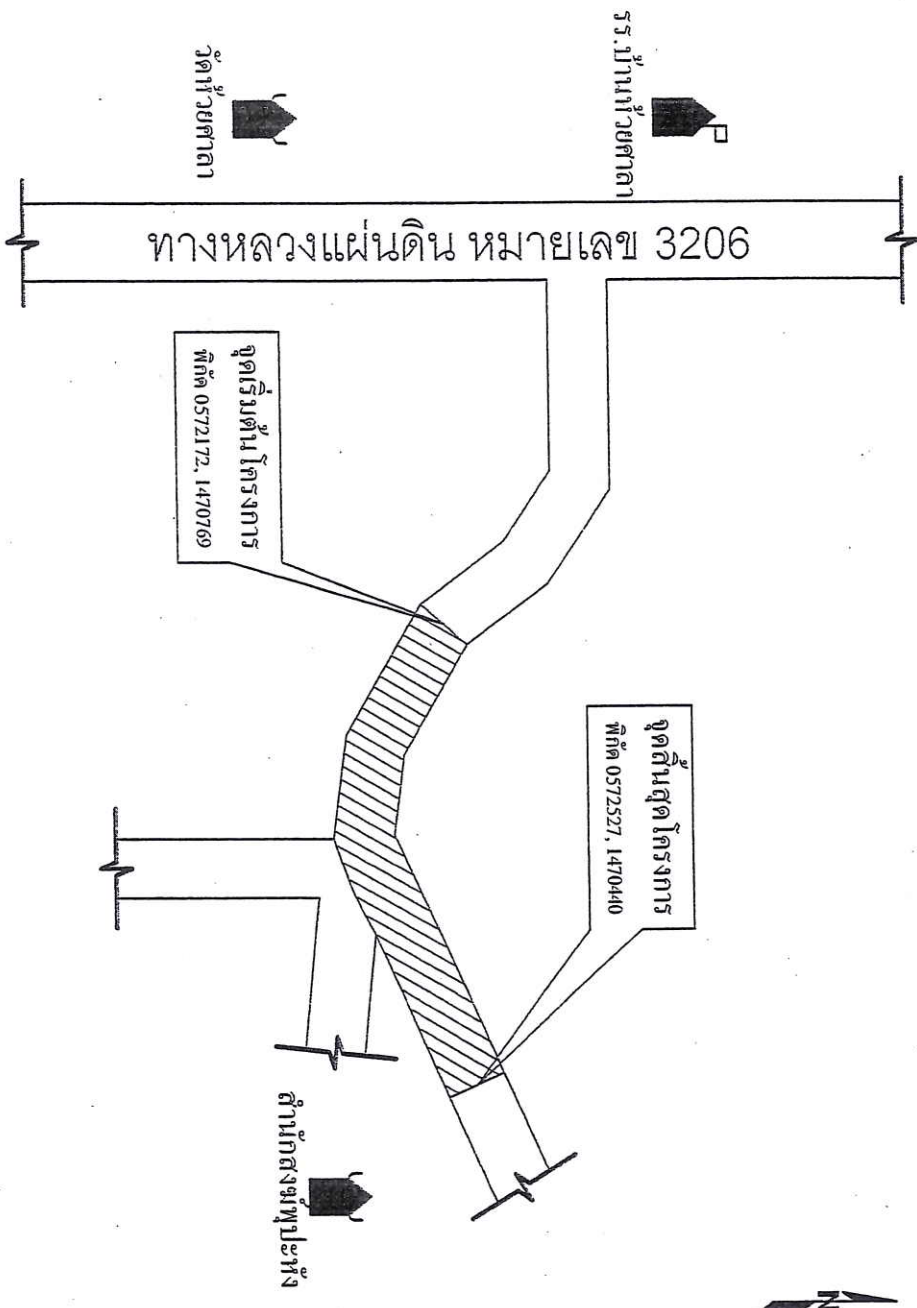 รร.บ้านห้วยศาลา
วัดห้วยศาลา
ทางหลวงแผ่นดิน หมายเลข 3206
จุดเริ่มต้นโครงการ
พิกัด 0572172, 1470769
จุดสิ้นสุดโครงการ
พิกัด 0572527, 1470440
สำนักสงฆ์พุปะหัง
N